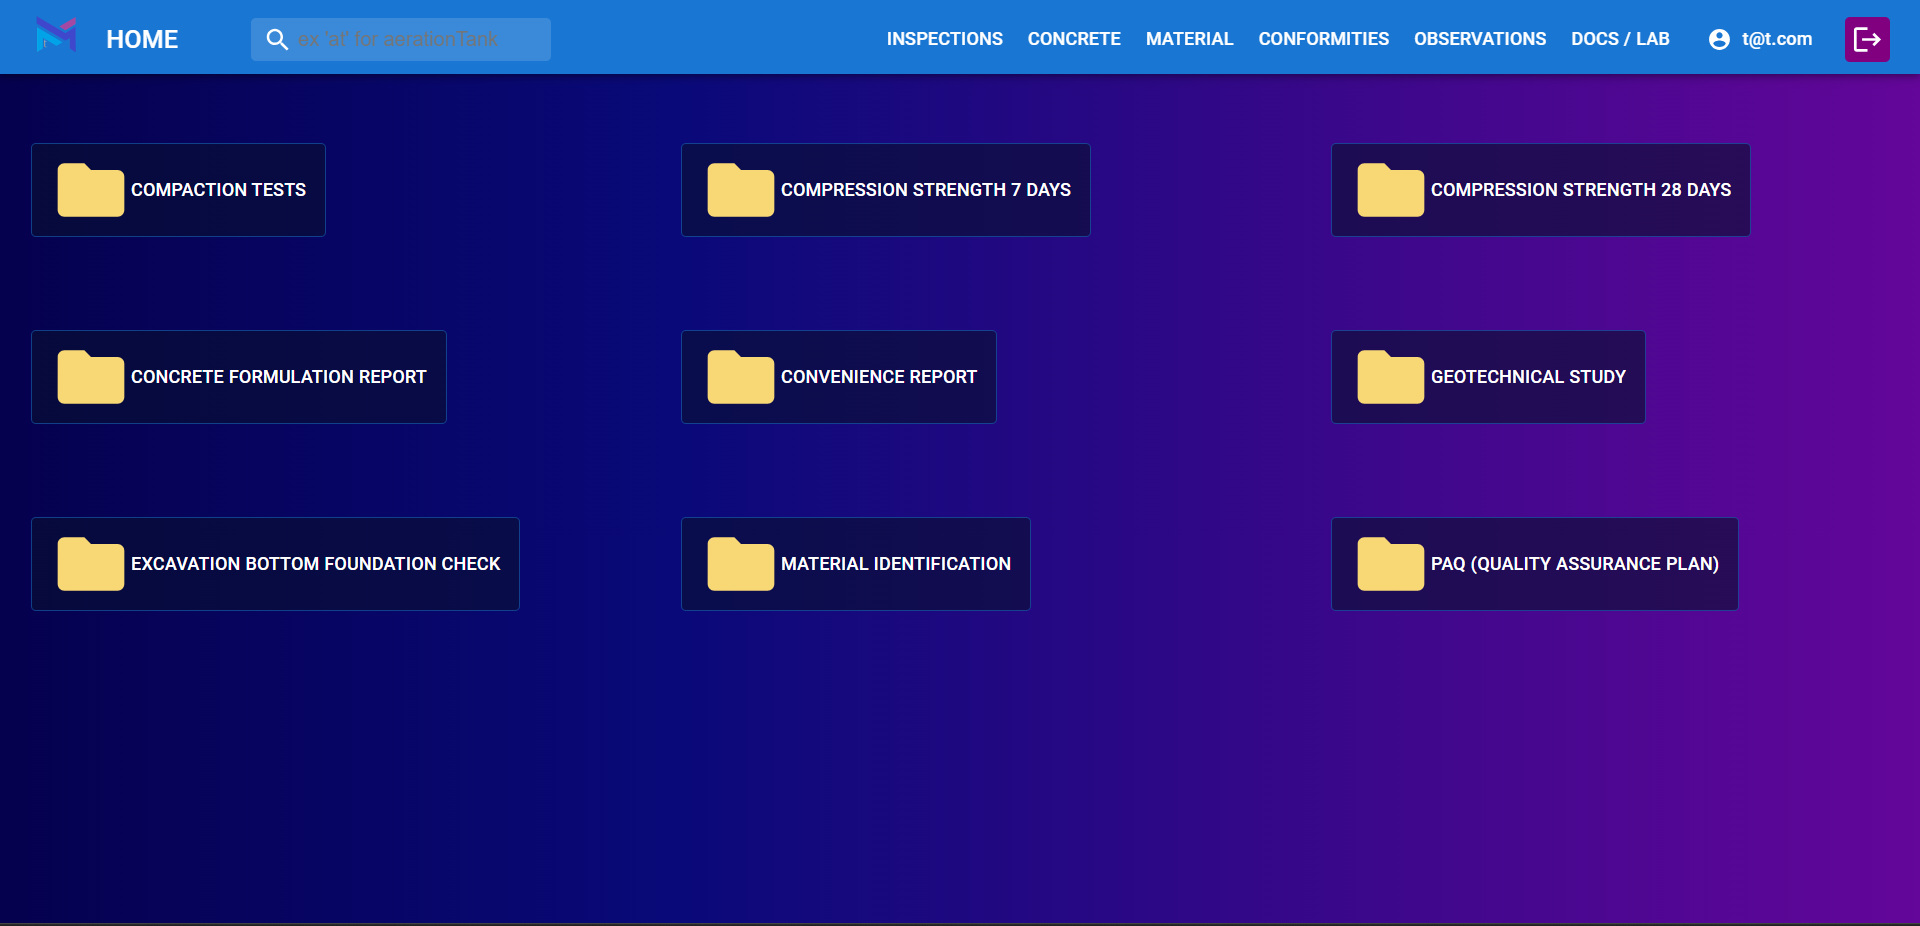 HOME
ex "at" for aerationTank
INSPECTIONS CONCRETE MATERIAL CONFORMITIES OBSERVATIONS DOCS / LAB t@t.com
COMPACTION TESTS
COMPRESSION STRENGTH 7 DAYS
COMPRESSION STRENGTH 28 DAYS
CONCRETE FORMULATION REPORT
CONVENIENCE REPORT
GEOTECHNICAL STUDY
EXCAVATION BOTTOM FOUNDATION CHECK
MATERIAL IDENTIFICATION
PAQ (QUALITY ASSURANCE PLAN)